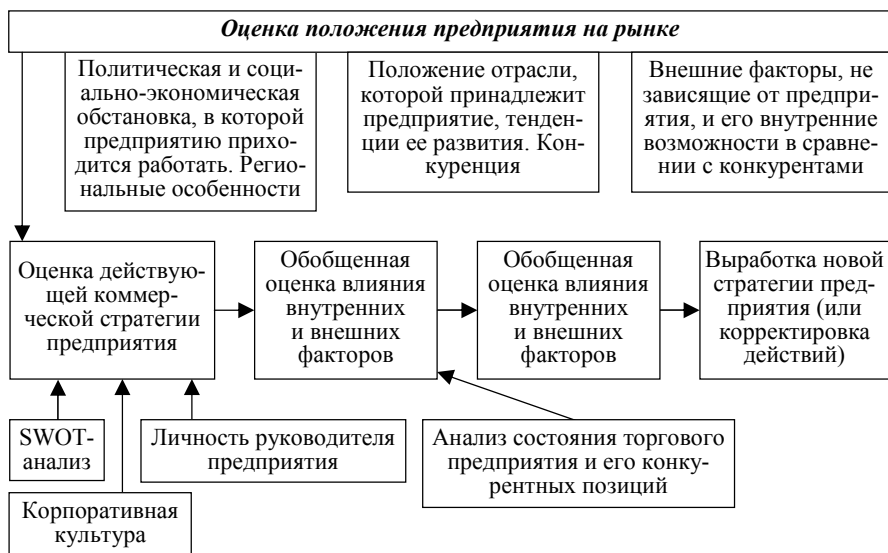 Оценка положения предприятия на рынке
Политическая и соци-
ально-экономическая
обстановка, в которой
предприятию прихо-
дится работать. Реги-
ональные особенности
Положение отрасли,
которой принадлежит
предприятие, тенден-
ции ее развития. Кон-
куренция
Внешние факторы, не
зависящие от предпри-
ятия, и его внутренние
возможности в сравне-
нии с конкурентами
Оценка действую-
щей коммер-
ческой стратегии
предприятия
Обобщенная
оценка влияния
внутренних
и внешних
факторов
Обобщенная
оценка влияния
внутренних
и внешних
факторов
Выработка новой
стратегии пред-
приятия (или
корректировка
действий)
SWOT-
анализ
Личность руководителя
предприятия
Анализ состояния торгового
предприятия и его конку-
рентных позиций
Корпоративная
культура